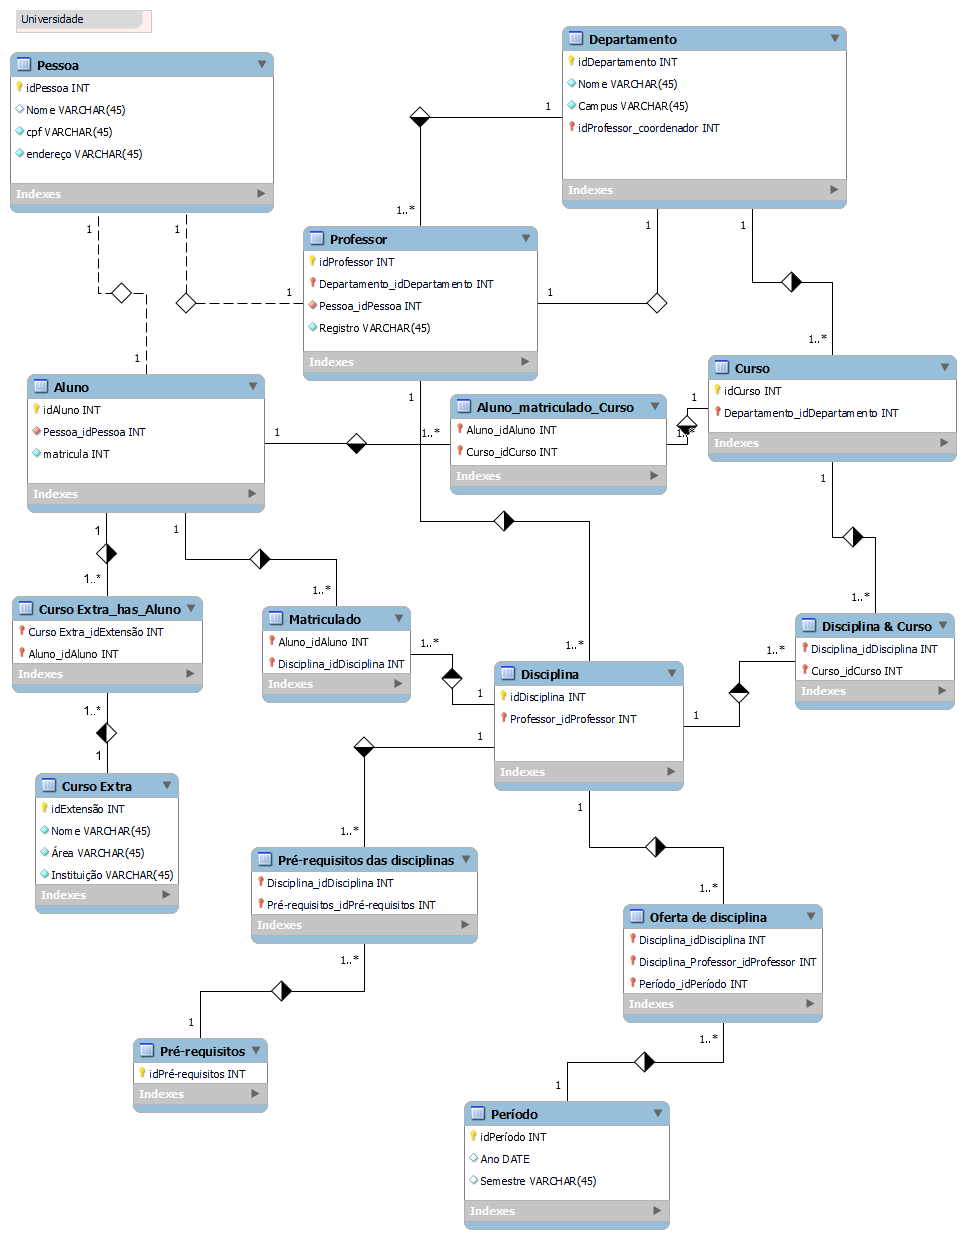 Universidade
Pessoa
idPessoa INT
Nome VARCHAR(45)
cpf VARCHAR(45)
endereço VARCHAR(45)
Indexes
Departamento
idDepartamento INT
Nome VARCHAR(45)
Campus VARCHAR(45)
idProfessor_coordenador INT
Indexes
1
1..*
1
1
1
1
Professor
idProfessor INT
Departamento_idDepartamento INT
Pessoa_idPessoa INT
Registro VARCHAR(45)
Indexes
1
1
1
1..*
1
Aluno
idAluno INT
Pessoa_idPessoa INT
matricula INT
Indexes
1
Aluno_matriculado_Curso
Aluno_idAluno INT
Curso_idCurso INT
Indexes
1
1..*
1..*
1
Curso
idCurso INT
Departamento_idDepartamento INT
Indexes
1
1
1..*
1
1..*
1..*
1..*
Curso Extra_has_Aluno
Curso Extra_idExtensão INT
Aluno_idAluno INT
Indexes
Matriculado
Aluno_idAluno INT
Disciplina_idDisciplina INT
Indexes
1..*
1
Disciplina & Curso
Disciplina_idDisciplina INT
Curso_idCurso INT
Indexes
1..*
1
Disciplina
idDisciplina INT
Professor_idProfessor INT
Indexes
1..*
1
1
1
Curso Extra
idExtensão INT
Nome VARCHAR(45)
Área VARCHAR(45)
Instituição VARCHAR(45)
Indexes
1..*
Pré-requisitos das disciplinas
Disciplina_idDisciplina INT
Pré-requisitos_idPré-requisitos INT
Indexes
1..*
Oferta de disciplina
Disciplina_idDisciplina INT
Disciplina_Professor_idProfessor INT
Período_idPeríodo INT
Indexes
1..*
1
Pré-requisitos
idPré-requisitos INT
Indexes
1..*
1
Período
idPeríodo INT
Ano DATE
Semestre VARCHAR(45)
Indexes